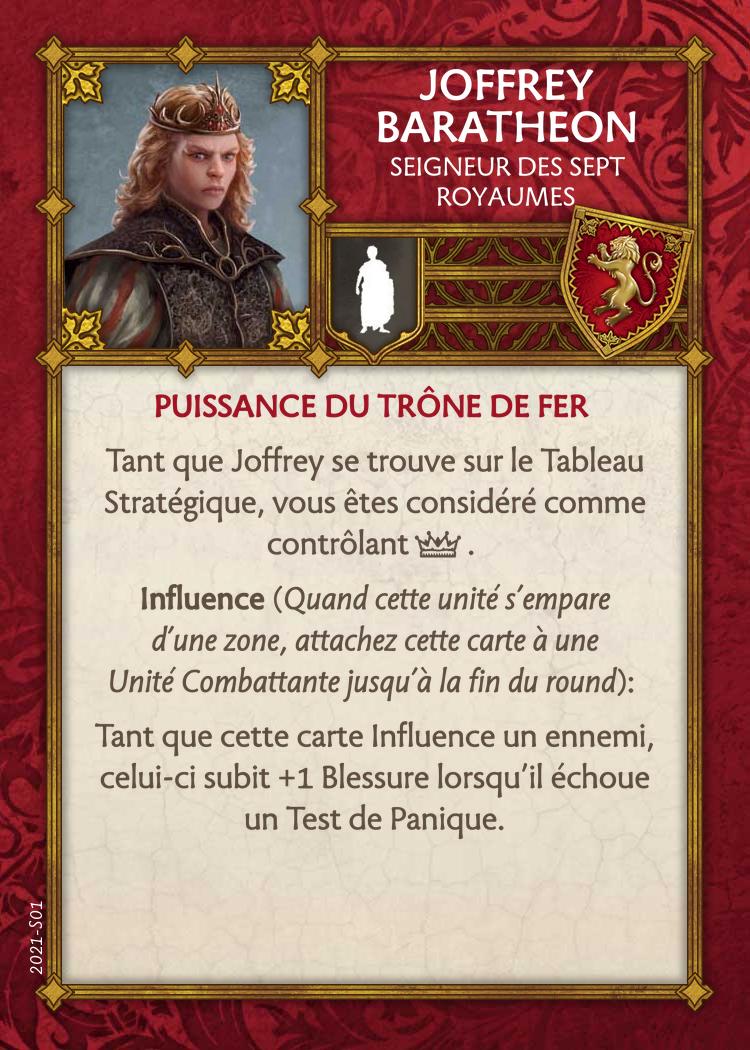 JOFFREY
BARATHEON
SEIGNEUR DES SEPT
ROYAUMES
PUISSANCE DU TRÔNE DE FER
Tant que Joffrey se trouve sur le Tableau
Stratégique, vous êtes considéré comme
contrôlant .
Influence (Quand cette unité s'empare
d'une zone, attachez cette carte à une
Unité Combattante jusqu'à la fin du round):
Tant que cette carte Influence un ennemi,
celui-ci subit +1 Blessure lorsqu'il échoue
un Test de Panique.
2021-S01